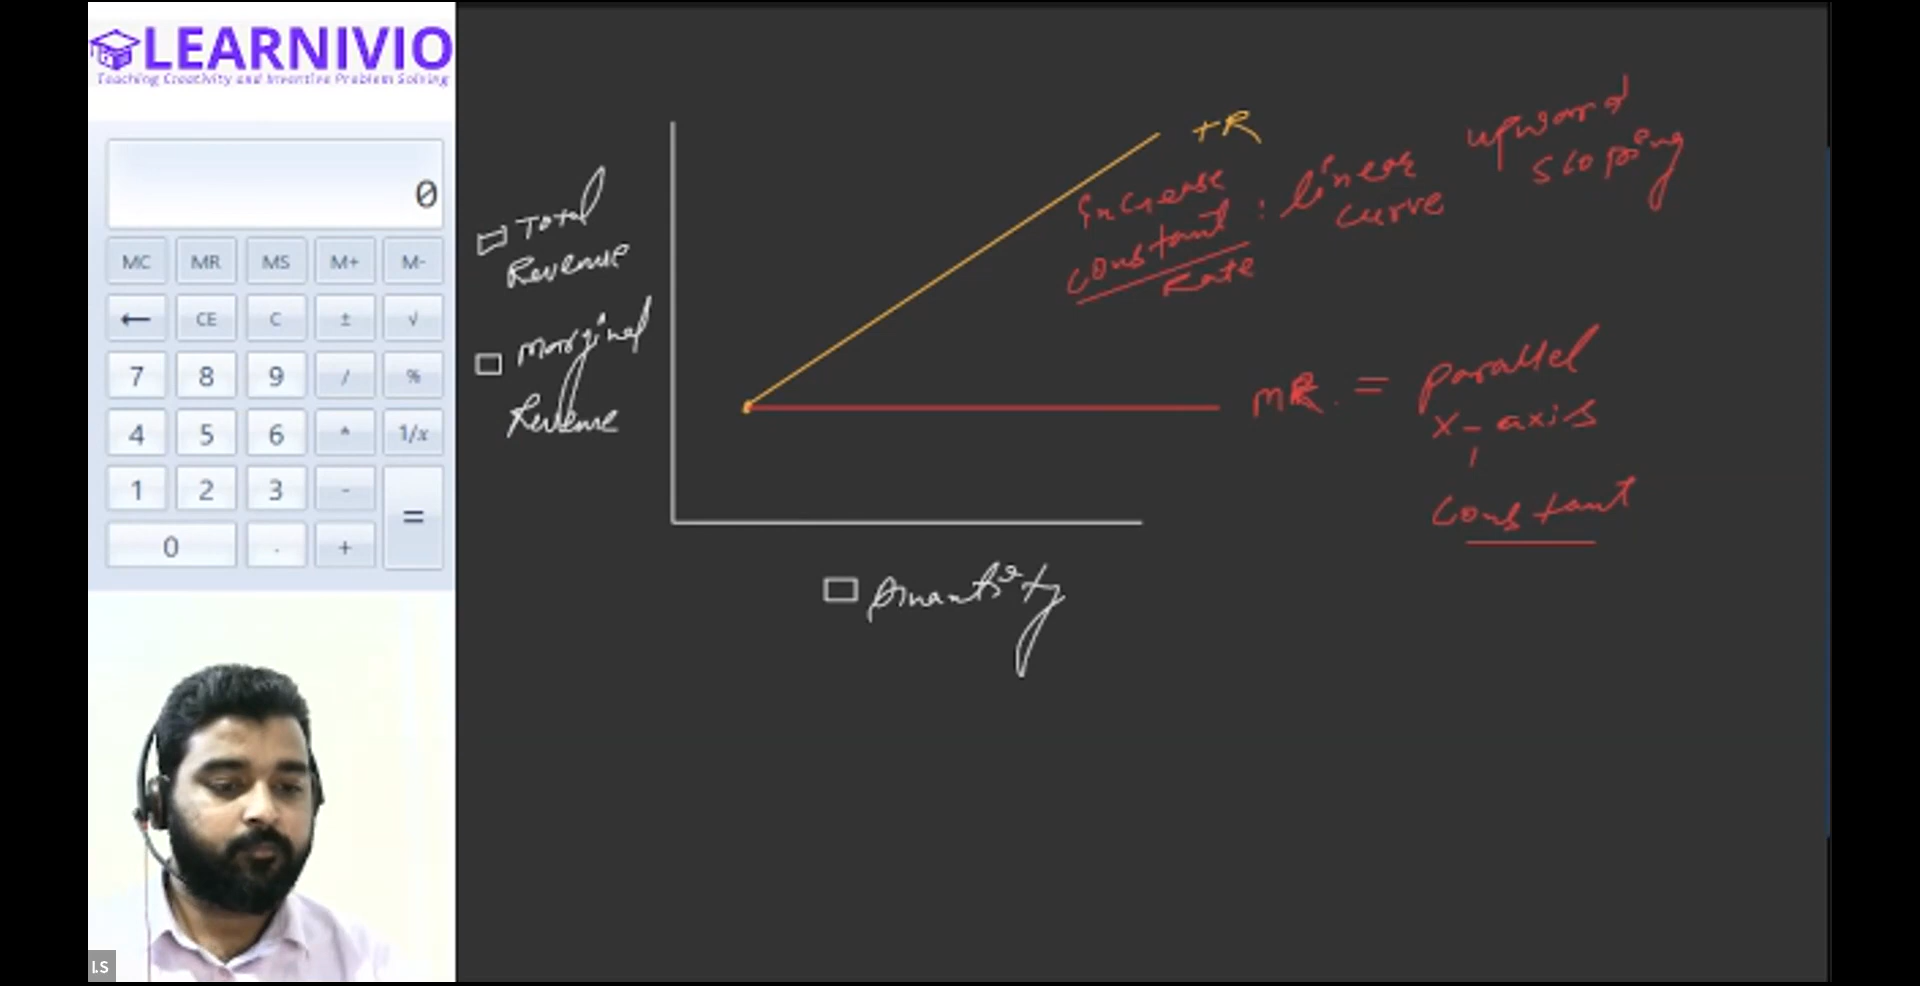 LEARNIVIO
Teaching Creativity and Inventive Problem Solving
0
MC MR MS M+ M-
← CE C ± √
7 8 9 / %
4 5 6 * 1/x
1 2 3 - =
0 . +
I.S
Total
Revenue
Marginal
Revenue
TR
increase
constant
Rate
: linear
curve
upward
sloping
MR. = parallel
x-axis
constant
Quantity